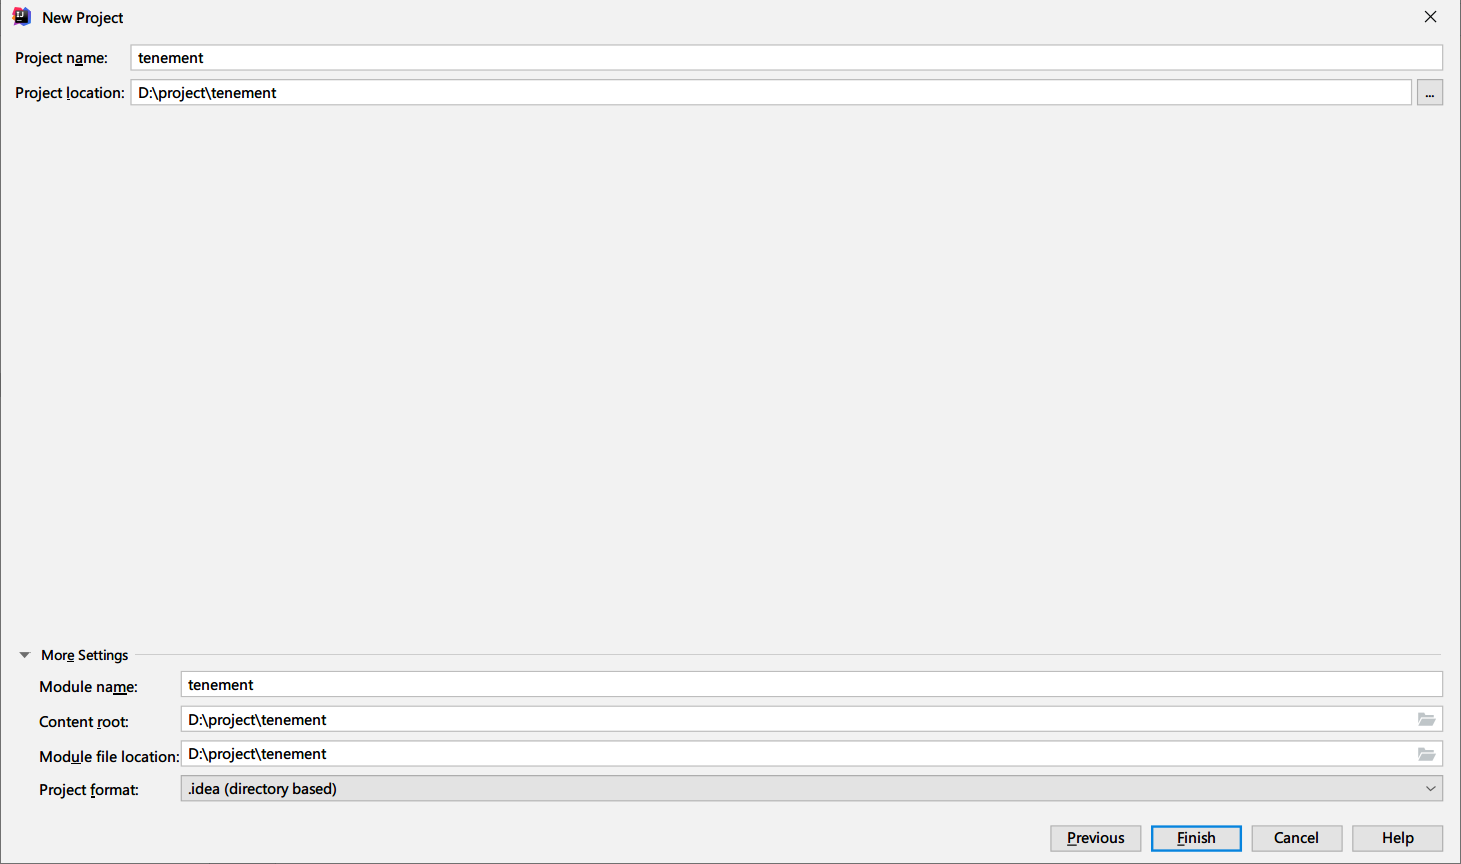 New Project
Project name: tenement
Project location: D:\project\tenement ...
More Settings
Module name: tenement
Content root: D:\project\tenement
Module file location: D:\project\tenement
Project format: .idea (directory based)
Previous Finish Cancel Help